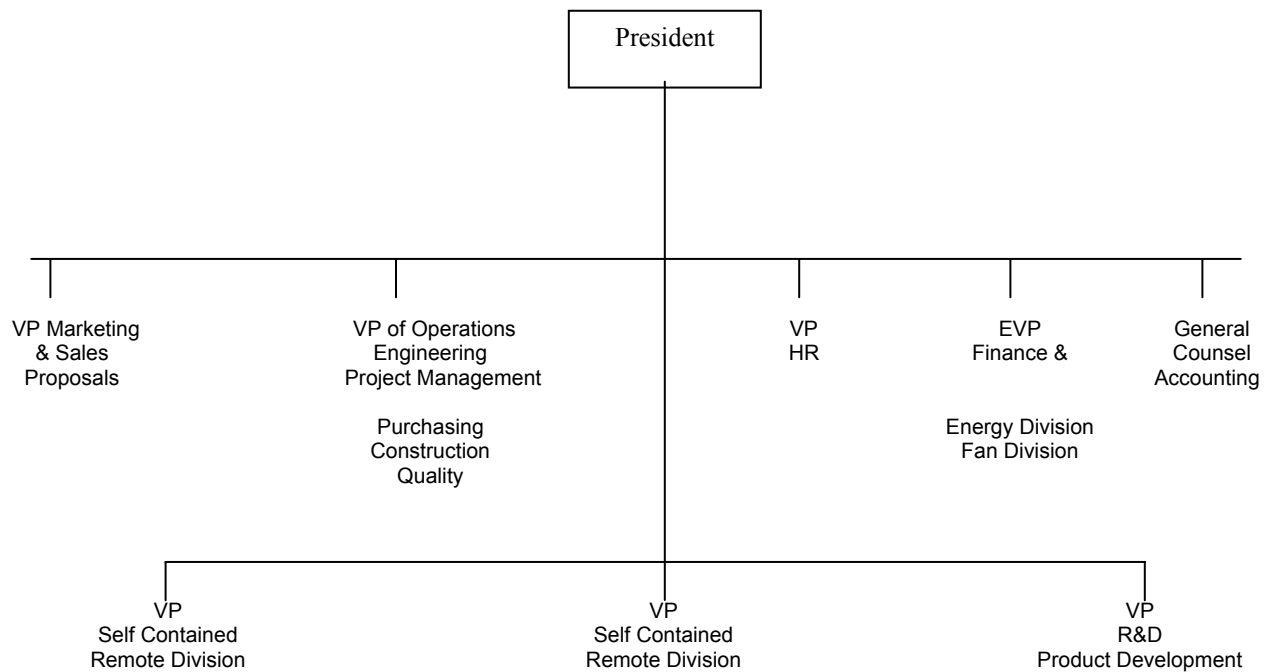 President
VP Marketing
& Sales
Proposals
VP of Operations
Engineering
Project Management
Purchasing
Construction
Quality
VP
HR
EVP
Finance &
Energy Division
Fan Division
General
Counsel
Accounting
VP
Self Contained
Remote Division
VP
Self Contained
Remote Division
VP
R&D
Product Development